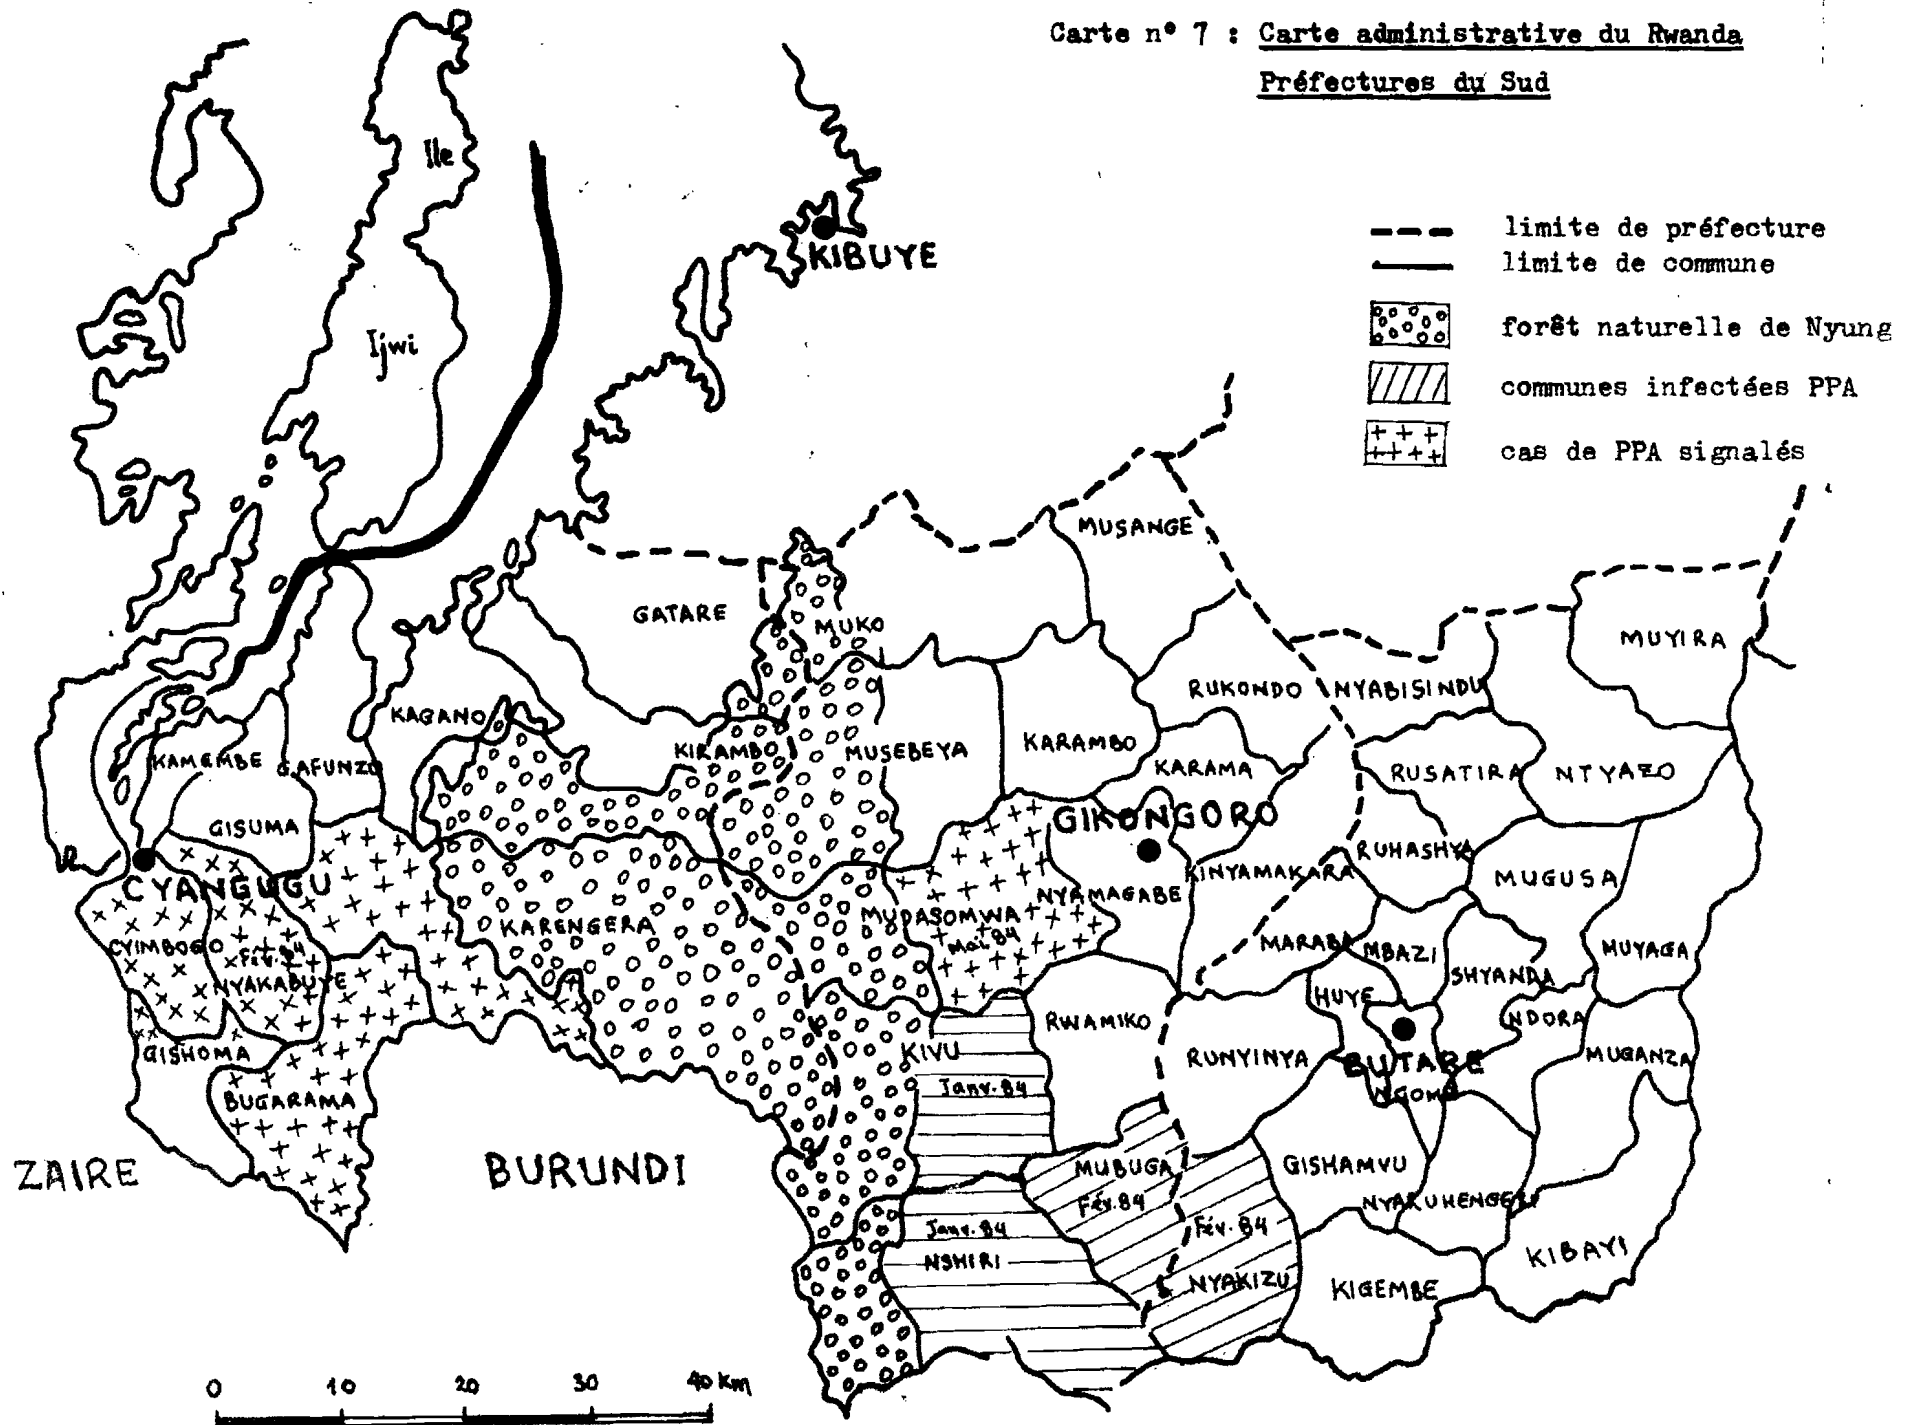 Carte n° 7 : Carte administrative du Rwanda
Préfectures du Sud
Ile
Ijwi
KIBUYE
limite de préfecture
limite de commune
forêt naturelle de Nyung
communes infectées PPA
cas de PPA signalés
MUSANGE
GATARE
MUKO
MUYIRA
RUKONDO
NYABISINDU
KAGANO
KIRAMBO
MUSEBEYA
KARAMBO
KARAMA
RUSATIRA
NTYAZO
KAMEMBE
GAFUNZO
GISUMA
GIKONGORO
RUHASHYA
KINYAMAKARA
MUGUSA
CYANGUGU
NYAMAGABE
KARENGERA
MUDASOMWA
Mai 84
CYIMBOGO
Fév. 84
NYAKABUYE
MARABA
MBAZI
SHYANDA
MUYAGA
HUYE
NDORA
RWAMIKO
GISHOMA
KIVU
Janv. 84
RUNYINYA
BUTARE
NGOMA
MUGANZA
BUGARAMA
ZAIRE
BURUNDI
MUBUGA
Fév. 84
GISHAMVU
NYARUHENGERI
Janv. 84
NSHIRI
Fév. 84
NYAKIZU
KIGEMBE
KIBAYI
0 10 20 30 40 Km